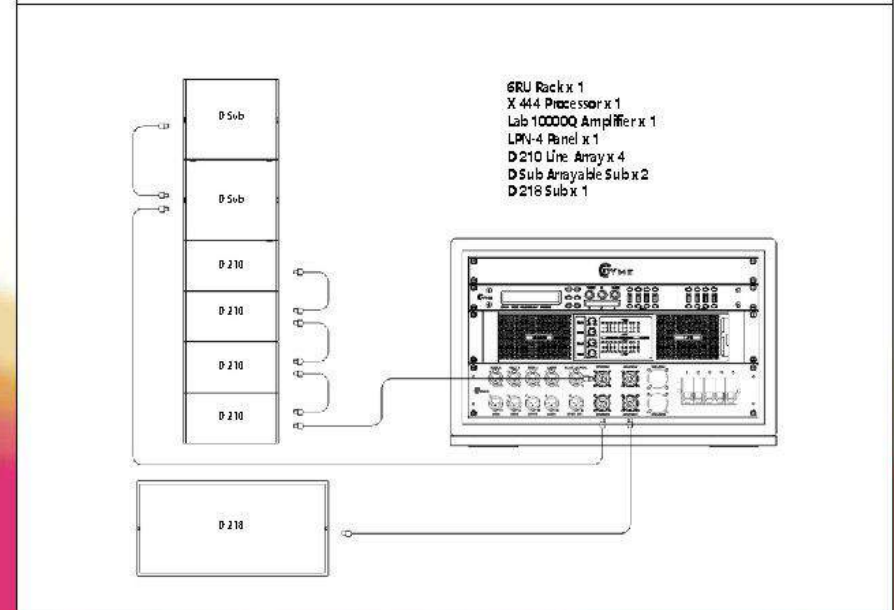 6RU Rack x 1
X 444 Processor x 1
Lab 10000Q Amplifier x 1
LPN-4 Panel x 1
D 210 Line Array x 4
D Sub Arrayable Sub x 2
D 218 Sub x 1
D Sub
D Sub
D 210
D 210
D 210
D 210
D 218